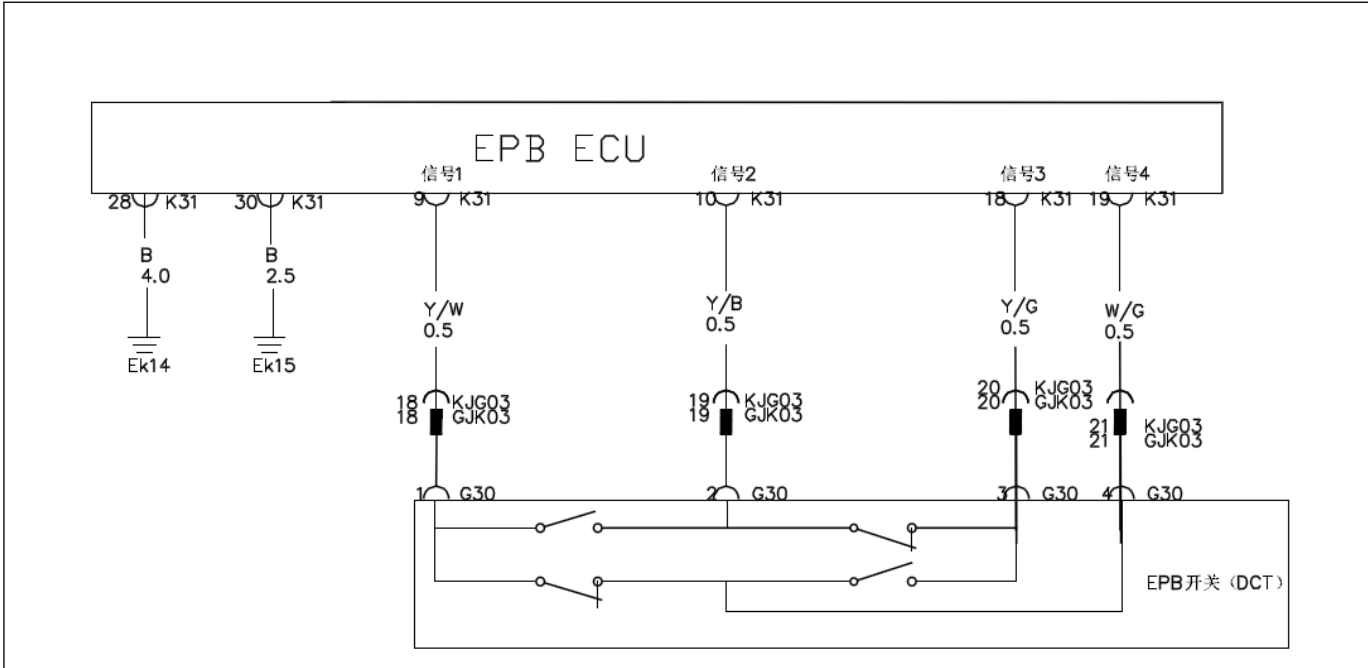 EPB ECU
信号1
信号2
信号3
信号4
28 K31
30 K31
9 K31
10 K31
18 K31
19 K31
B
4.0
B
2.5
Y/W
0.5
Y/B
0.5
Y/G
0.5
W/G
0.5
Ek14
Ek15
18 KJG03
18 GJK03
19 KJG03
19 GJK03
20 KJG03
20 GJK03
21 KJG03
21 GJK03
1 G30
2 G30
3 G30
4 G30
EPB开关（DCT）